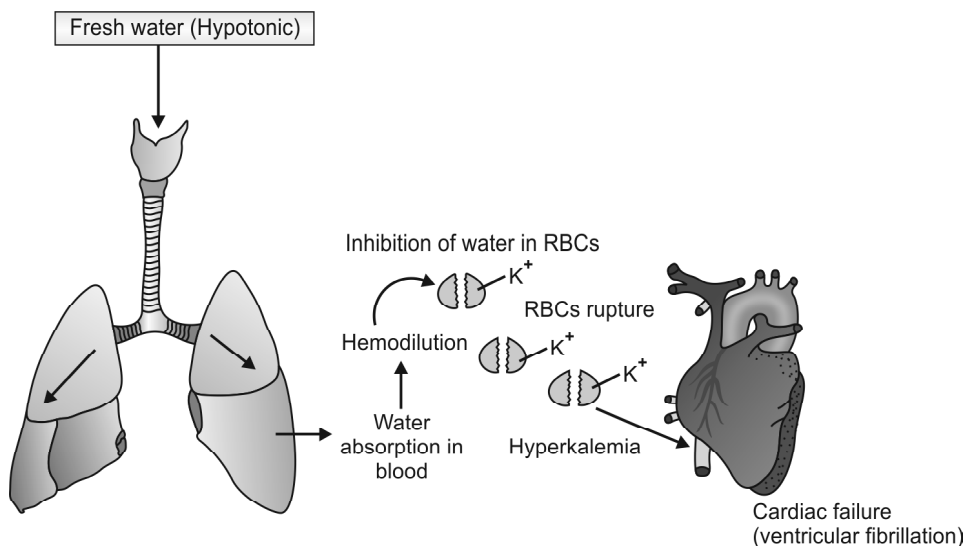 Fresh water (Hypotonic)
Inhibition of water in RBCs
K+
RBCs rupture
Hemodilution
K+
K+
Water
absorption in
blood
Hyperkalemia
Cardiac failure
(ventricular fibrillation)